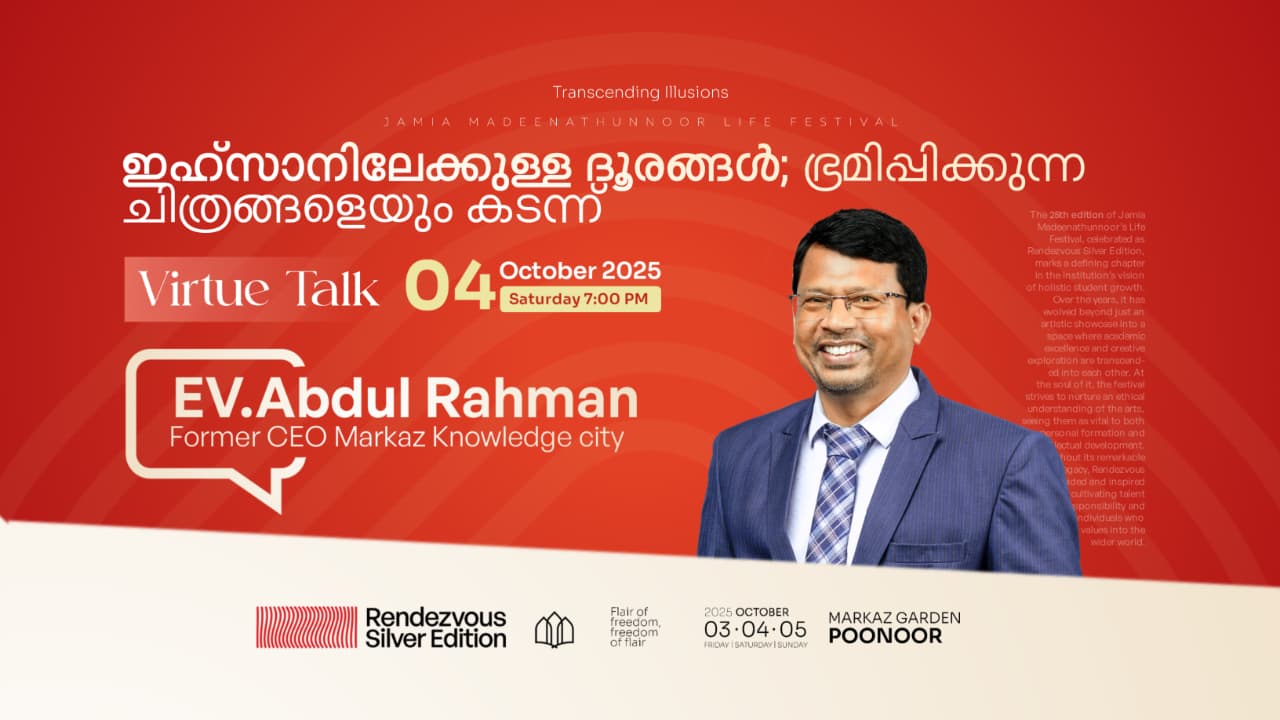 Transcending Illusions
JAMIA MADEENATHUNNOOR LIFE FESTIVAL
ഇഹ്സാനിലേക്കുള്ള ദൂരങ്ങൾ; ഭ്രമിപ്പിക്കുന്ന
ചിത്രങ്ങളെയും കടന്ന്
Virtue Talk
04
October 2025
Saturday 7:00 PM
EV.Abdul Rahman
Former CEO Markaz Knowledge city
The 25th edition of Jamia
Madeenathunnoor's Life
Festival, celebrated as
Rendezvous Silver Edition,
marks a defining chapter
in the institution's vision
of holistic student growth.
Over the years, it has
evolved beyond just an
artistic showcase into a
space where academic
excellence and creative
exploration are transcend-
ed into each other. At
the soul of it, the festival
strives to nurture an ethical
understanding of the arts,
seeing them as vital to both
personal formation and
lectual development.
hout its remarkable
gacy, Rendezvous
ded and inspired
cultivating talent
sponsibility and
ndividuals who
values into the
wider world.
Rendezvous
Silver Edition
Flair of
freedom,
freedom
of flair
2025 OCTOBER
03·04·05
FRIDAY | SATURDAY | SUNDAY
MARKAZ GARDEN
POONOOR